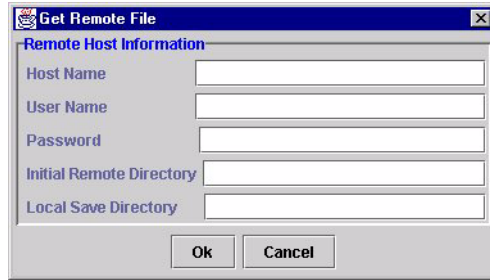 Get Remote File
Remote Host Information
Host Name
User Name
Password
Initial Remote Directory
Local Save Directory
Ok Cancel